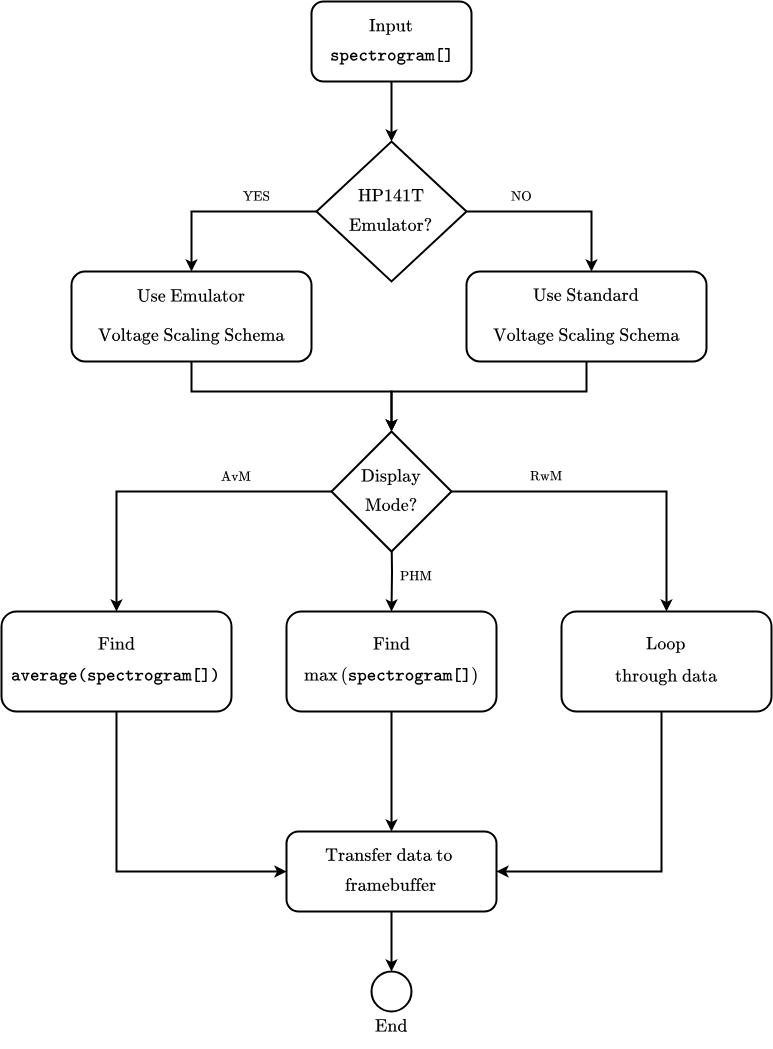 Input
spectrogram[]
HP141T
Emulator?
YES
NO
Use Emulator
Voltage Scaling Schema
Use Standard
Voltage Scaling Schema
Display
Mode?
AvM
RwM
PHM
Find
average(spectrogram[])
Find
max (spectrogram[])
Loop
through data
Transfer data to
framebuffer
End